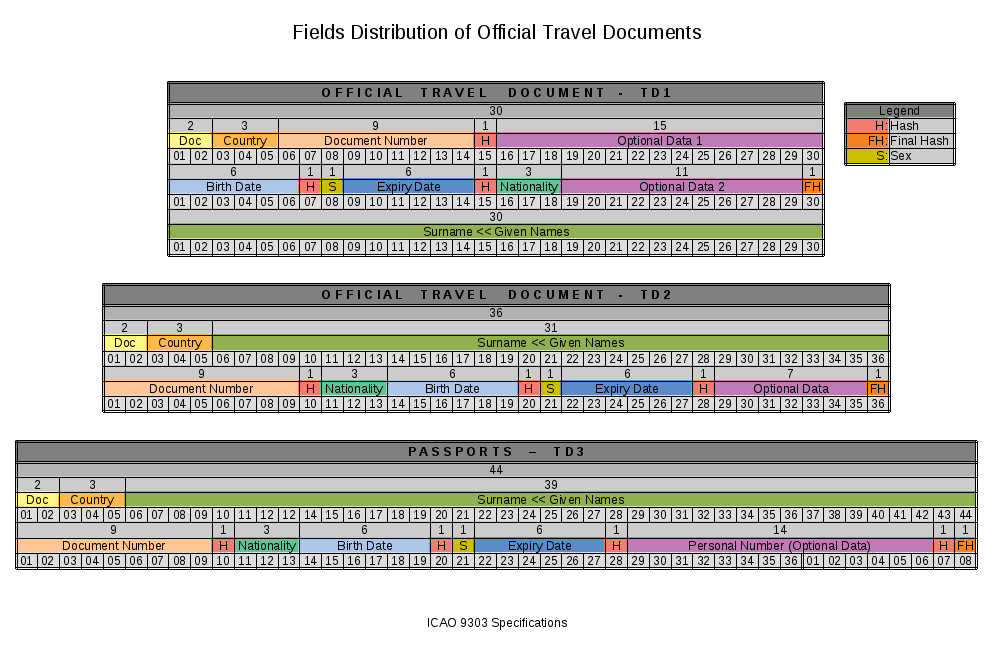 Fields Distribution of Official Travel Documents
OFFICIAL TRAVEL DOCUMENT - TD1
30
2 3 9 1 15
Doc Country Document Number H Optional Data 1
01 02 03 04 05 06 07 08 09 10 11 12 13 14 15 16 17 18 19 20 21 22 23 24 25 26 27 28 29 30
6 1 1 6 1 3 11 1
Birth Date H S Expiry Date H Nationality Optional Data 2 FH
01 02 03 04 05 06 07 08 09 10 11 12 13 14 15 16 17 18 19 20 21 22 23 24 25 26 27 28 29 30
30
Surname << Given Names
01 02 03 04 05 06 07 08 09 10 11 12 13 14 15 16 17 18 19 20 21 22 23 24 25 26 27 28 29 30
Legend
H: Hash
FH: Final Hash
S: Sex
OFFICIAL TRAVEL DOCUMENT - TD2
36
2 3 31
Doc Country Surname << Given Names
01 02 03 04 05 06 07 08 09 10 11 12 13 14 15 16 17 18 19 20 21 22 23 24 25 26 27 28 29 30 31 32 33 34 35 36
9 1 3 6 1 1 6 1 7 1
Document Number H Nationality Birth Date H S Expiry Date H Optional Data FH
01 02 03 04 05 06 07 08 09 10 11 12 13 14 15 16 17 18 19 20 21 22 23 24 25 26 27 28 29 30 31 32 33 34 35 36
PASSPORTS – TD3
44
2 3 39
Doc Country Surname << Given Names
01 02 03 04 05 06 07 08 09 10 11 12 13 14 15 16 17 18 19 20 21 22 23 24 25 26 27 28 29 30 31 32 33 34 35 36 37 38 39 40 41 42 43 44
9 1 3 6 1 1 6 1 14 1 1
Document Number H Nationality Birth Date H S Expiry Date H Personal Number (Optional Data) H FH
01 02 03 04 05 06 07 08 09 10 11 12 13 14 15 16 17 18 19 20 21 22 23 24 25 26 27 28 29 30 31 32 33 34 35 36 01 02 03 04 05 06 07 08
ICAO 9303 Specifications